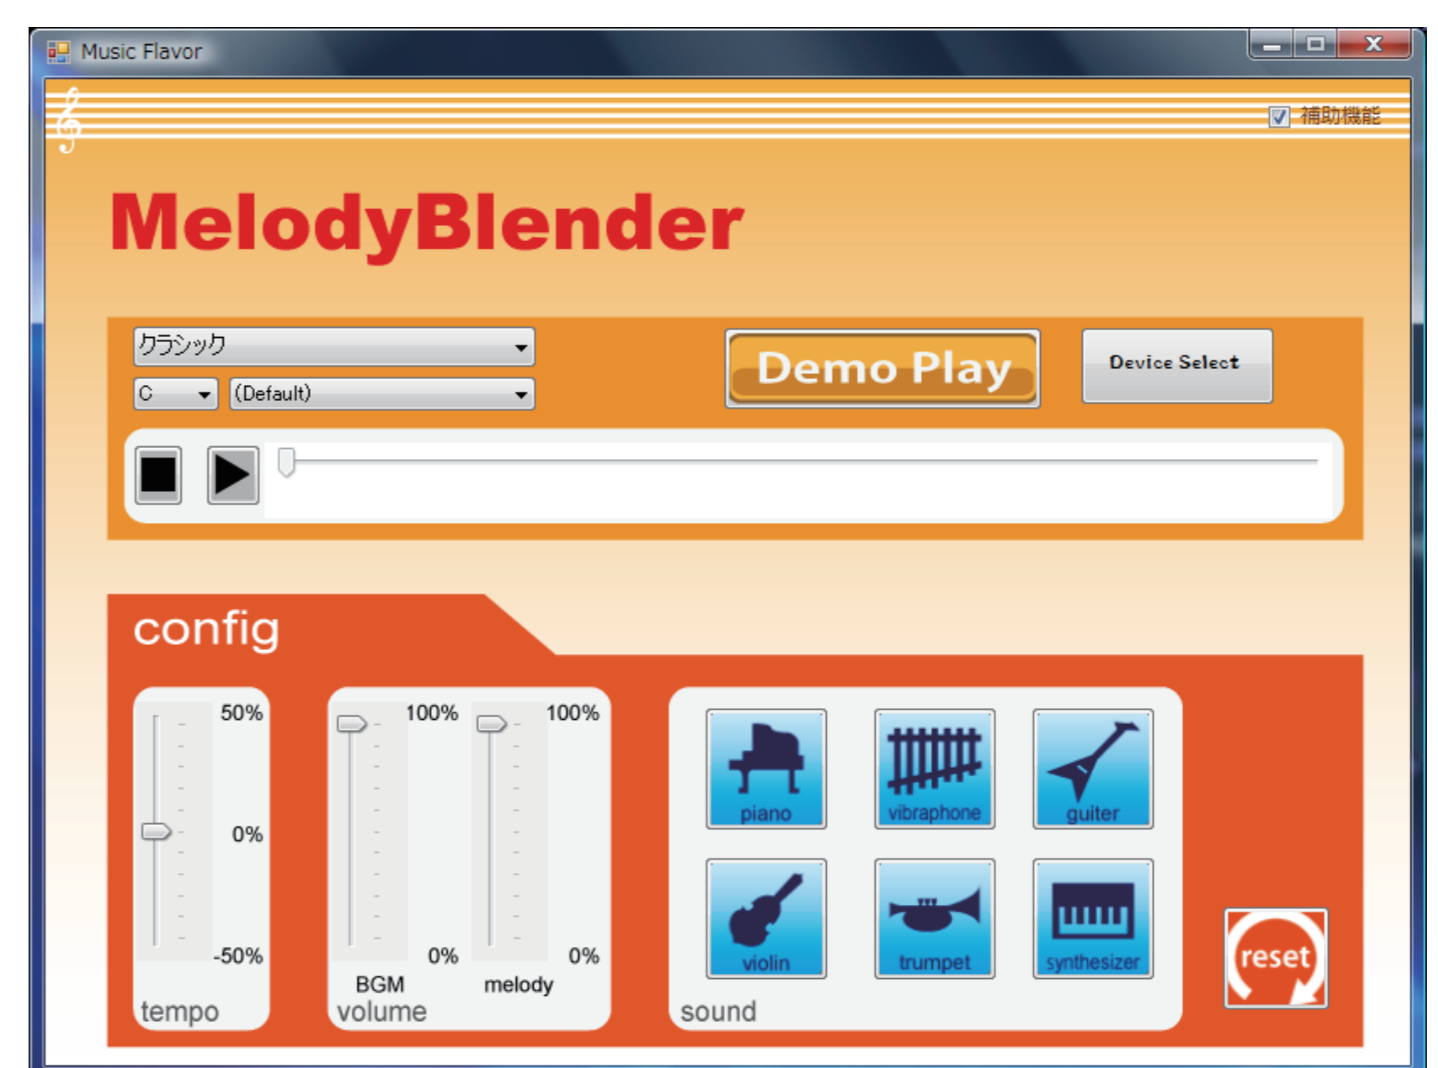 Music Flavor
補助機能
MelodyBlender
クラシック
Demo Play
Device Select
C
(Default)
config
50%
0%
-50%
tempo
100%
100%
0%
0%
BGM
melody
volume
piano
vibraphone
guiter
violin
trumpet
synthesizer
sound
reset